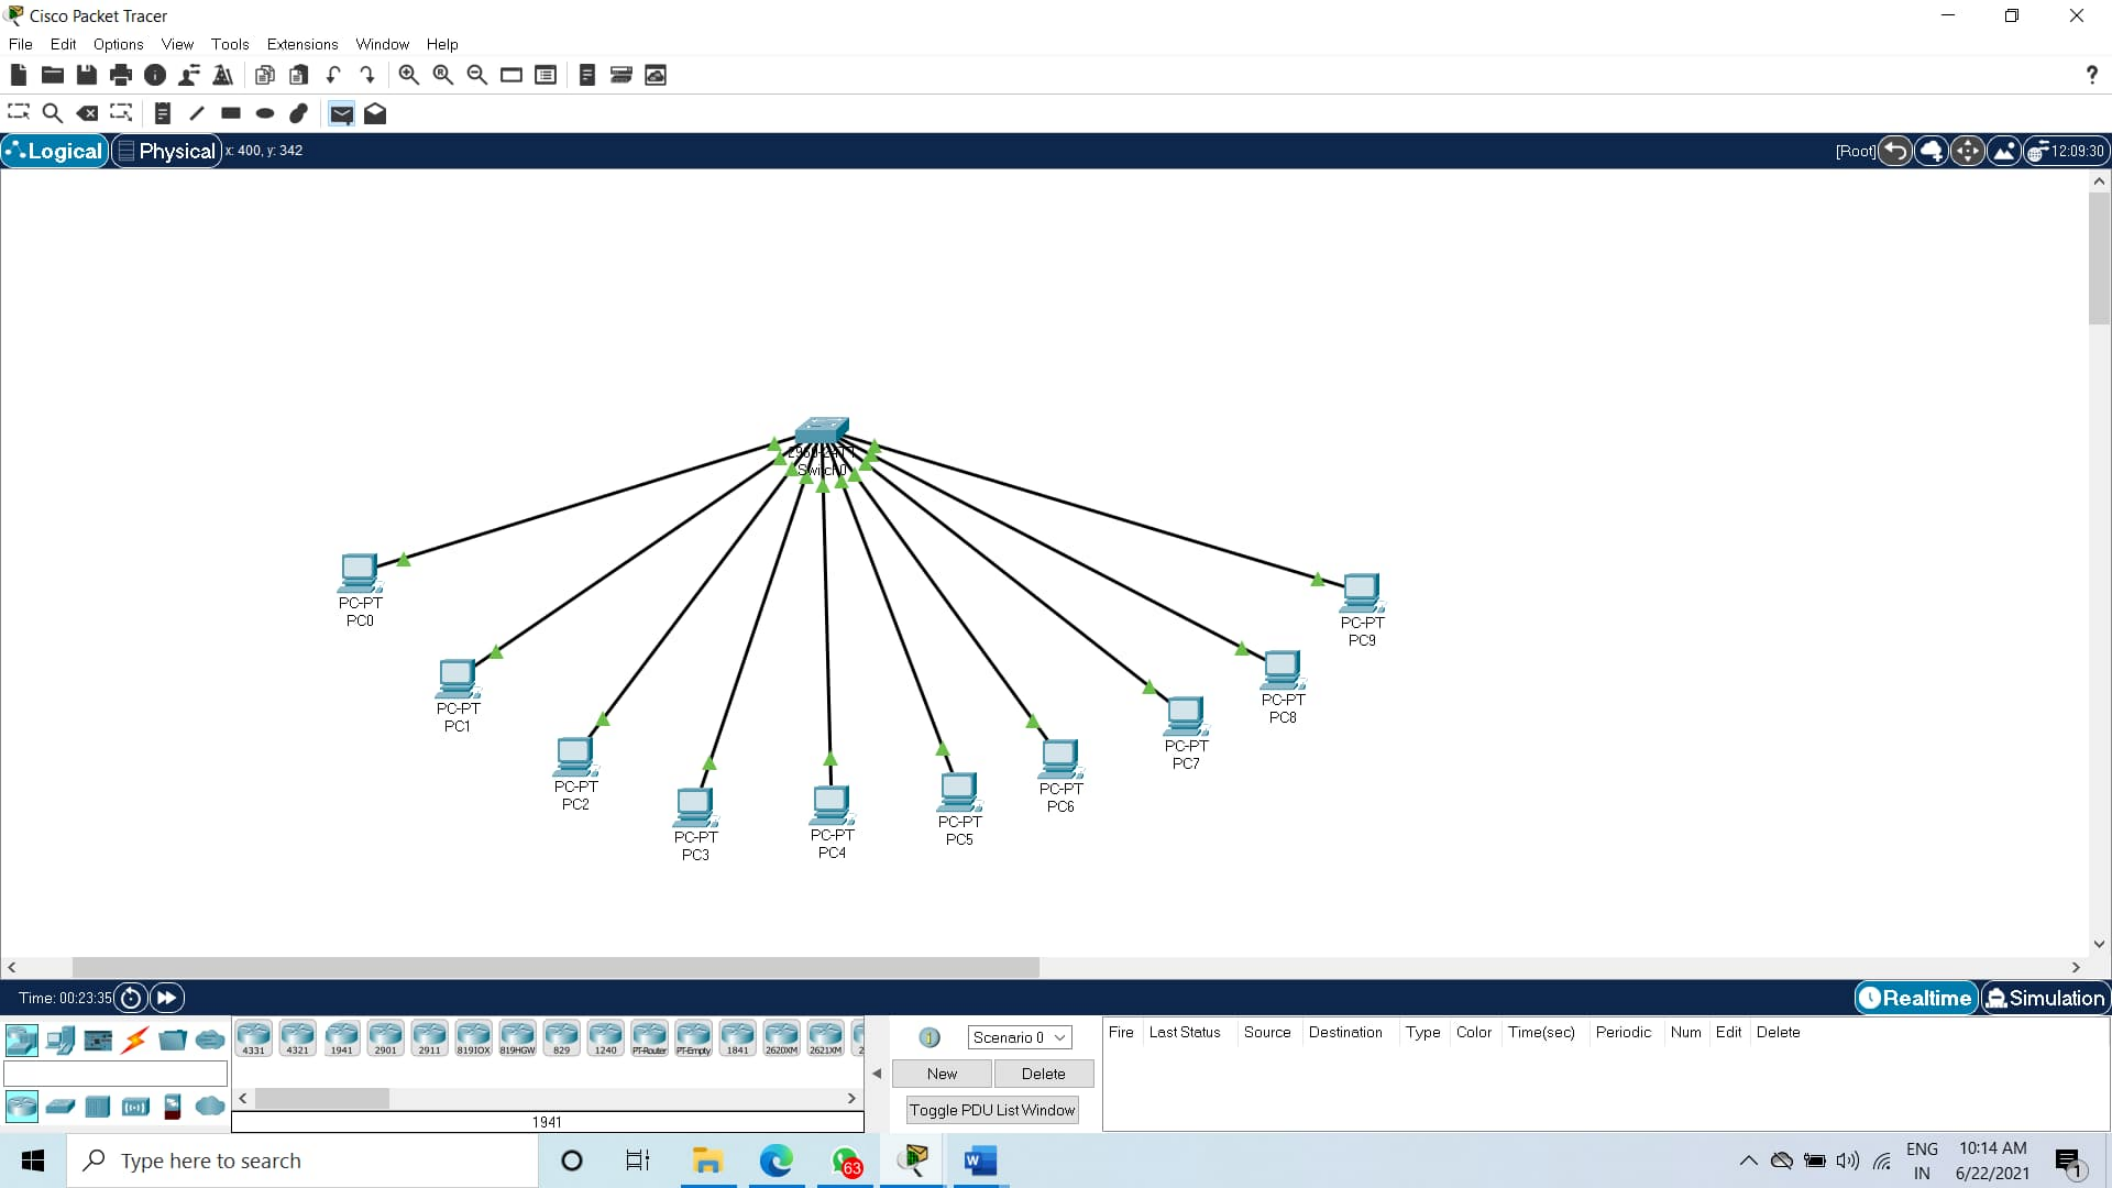 Cisco Packet Tracer
File Edit Options View Tools Extensions Window Help
?
Logical Physical x: 400, y: 342 [Root] 12:09:30
Switch0
PC-PT
PC0
PC-PT
PC1
PC-PT
PC2
PC-PT
PC3
PC-PT
PC4
PC-PT
PC5
PC-PT
PC6
PC-PT
PC7
PC-PT
PC8
PC-PT
PC9
Time: 00:23:35 Realtime Simulation
4331 4321 1941 2901 2911 819IOX 819HGW 829 1240 PT-Router PT-Empty 1841 2620XM 2621XM 2
1941
Scenario 0
New Delete
Toggle PDU List Window
Fire Last Status Source Destination Type Color Time(sec) Periodic Num Edit Delete
Type here to search
63
W
ENG
IN
10:14 AM
6/22/2021
1